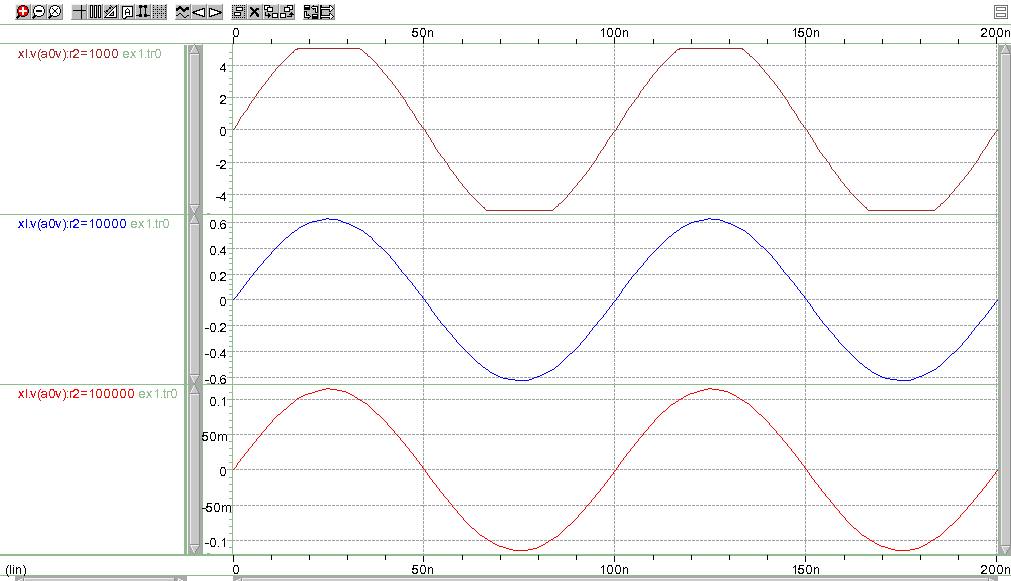 0 50n 100n 150n 200n
xl.v(a0v):r2=1000 ex1.tr0
4
2
0
-2
-4
xl.v(a0v):r2=10000 ex1.tr0
0.6
0.4
0.2
0
-0.2
-0.4
-0.6
xl.v(a0v):r2=100000 ex1.tr0
0.1
50m
0
-50m
-0.1
(lin) 0 50n 100n 150n 200n